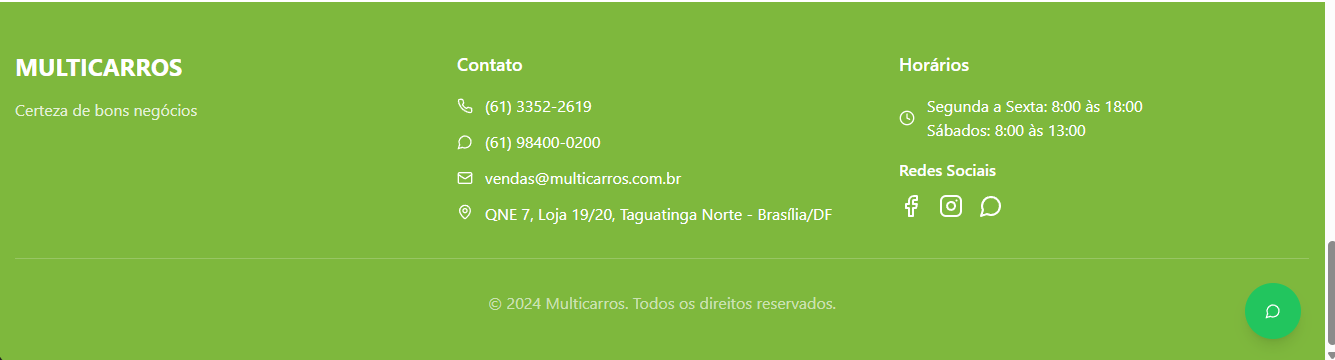 MULTICARROS
Certeza de bons negócios
Contato
(61) 3352-2619
(61) 98400-0200
vendas@multicarros.com.br
QNE 7, Loja 19/20, Taguatinga Norte - Brasília/DF
Horários
Segunda a Sexta: 8:00 às 18:00
Sábados: 8:00 às 13:00
Redes Sociais
© 2024 Multicarros. Todos os direitos reservados.